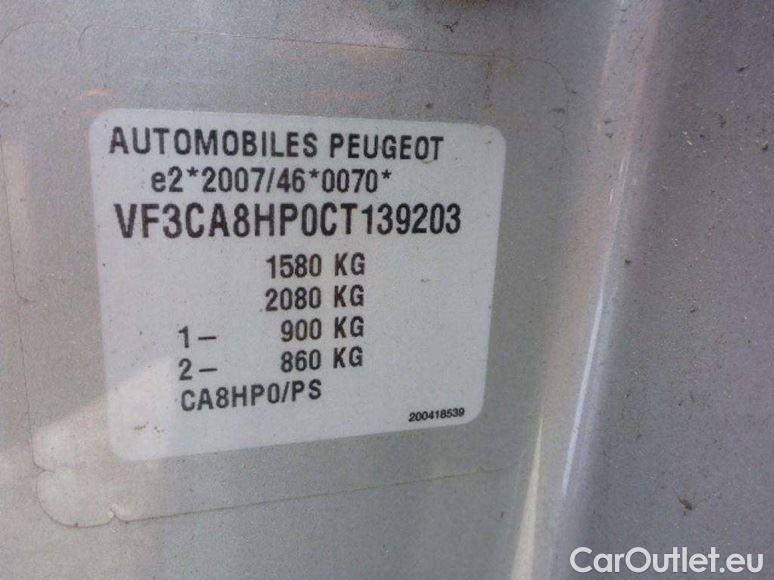 AUTOMOBILES PEUGEOT
e2*2007/46*0070*
VF3CA8HP0CT139203
1580 KG
2080 KG
1– 900 KG
2– 860 KG
CA8HP0/PS
200418539
CarOutlet.eu